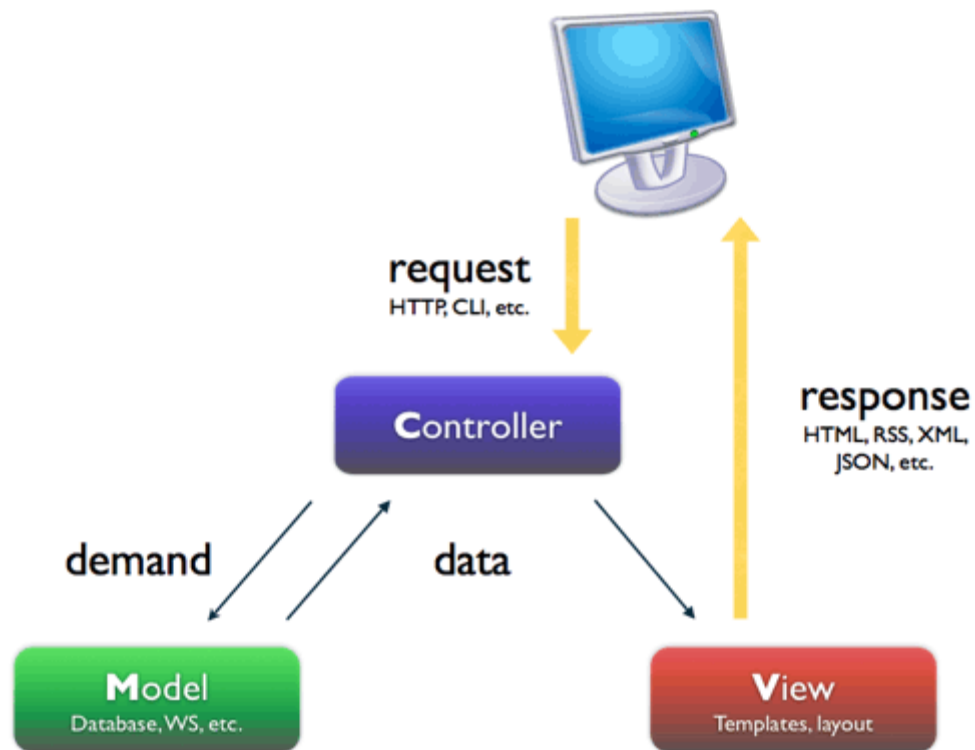 request
HTTP, CLI, etc.
Controller
response
HTML, RSS, XML,
JSON, etc.
demand
data
Model
Database, WS, etc.
View
Templates, layout